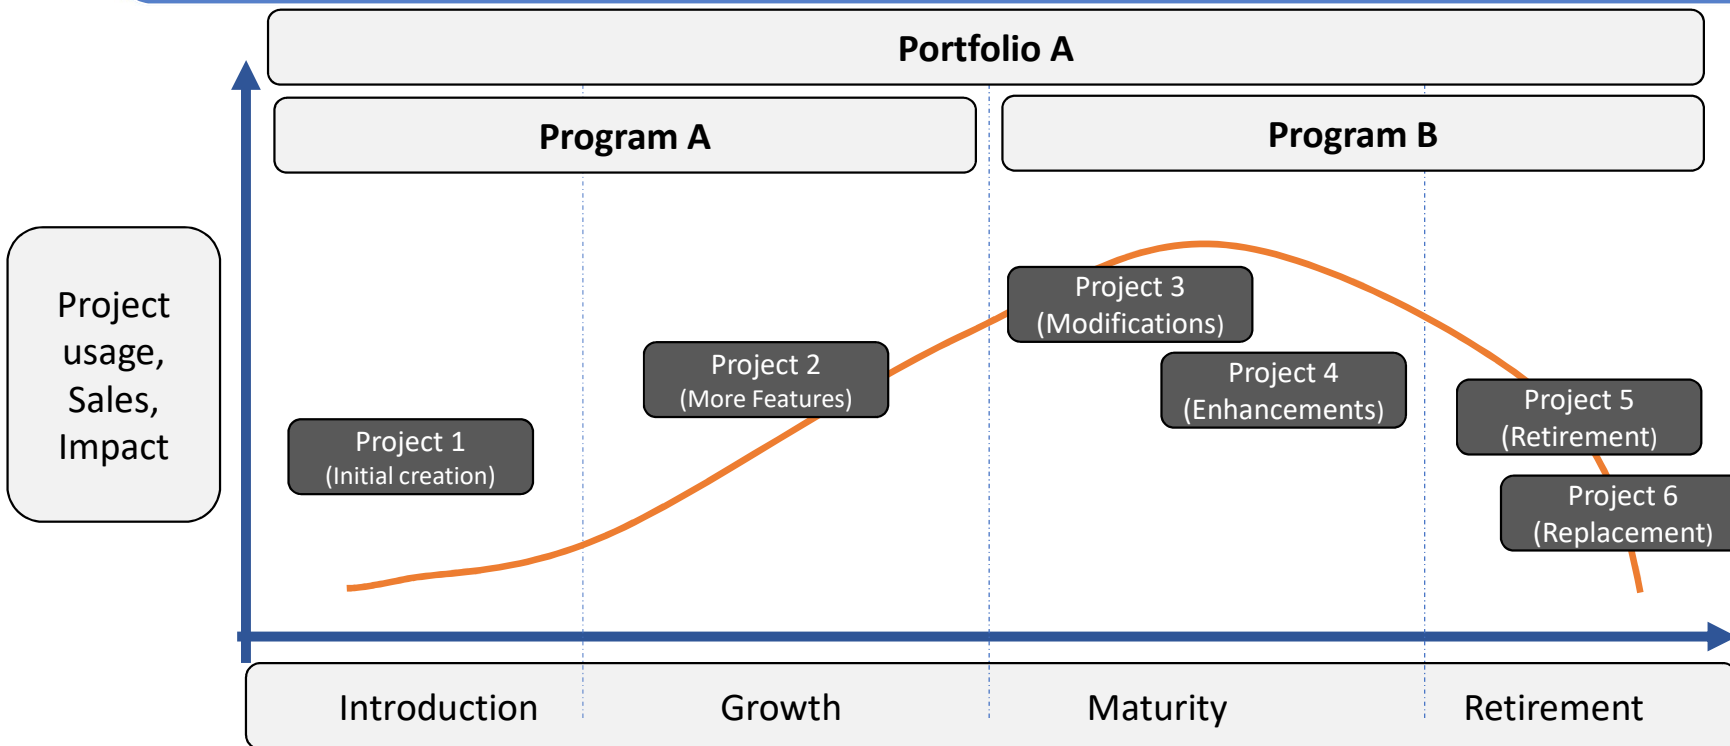 Portfolio A
Program A
Program B
Project
usage,
Sales,
Impact
Project 1
(Initial creation)
Project 2
(More Features)
Project 3
(Modifications)
Project 4
(Enhancements)
Project 5
(Retirement)
Project 6
(Replacement)
Introduction
Growth
Maturity
Retirement